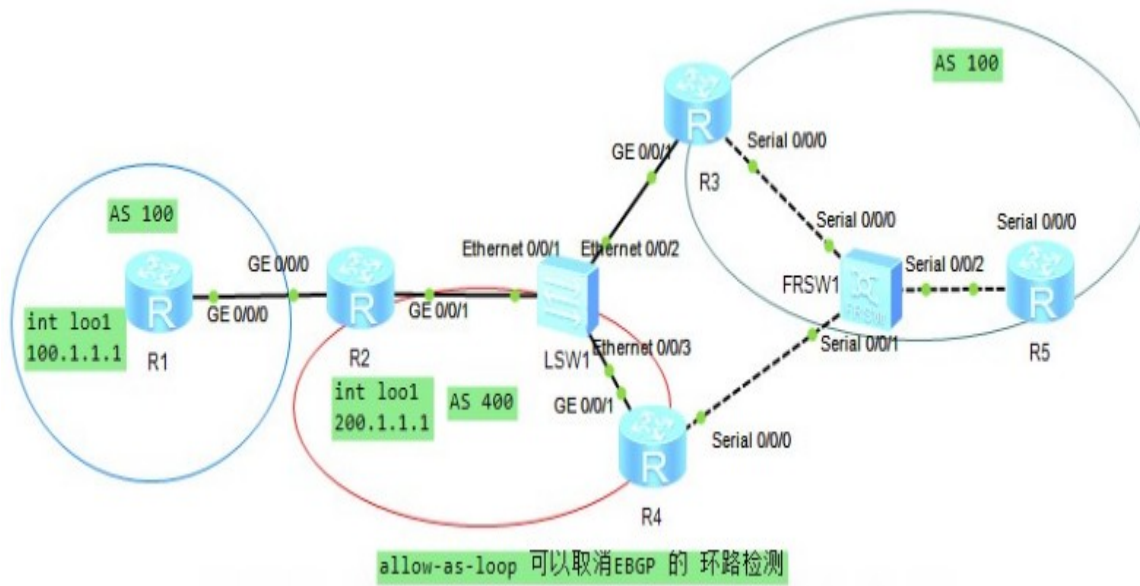 AS 100
R
R3
GE 0/0/1
Serial 0/0/0
AS 100
GE 0/0/0
Ethernet 0/0/1
Ethernet 0/0/2
Serial 0/0/0
Serial 0/0/0
R
GE 0/0/0
R
GE 0/0/1
FRSW1
Serial 0/0/2
R
int loo1
100.1.1.1
R1
R2
LSW1
Ethernet 0/0/3
Serial 0/0/1
R5
int loo1
200.1.1.1
AS 400
GE 0/0/1
R
Serial 0/0/0
R4
allow-as-loop 可以取消EBGP 的 环路检测